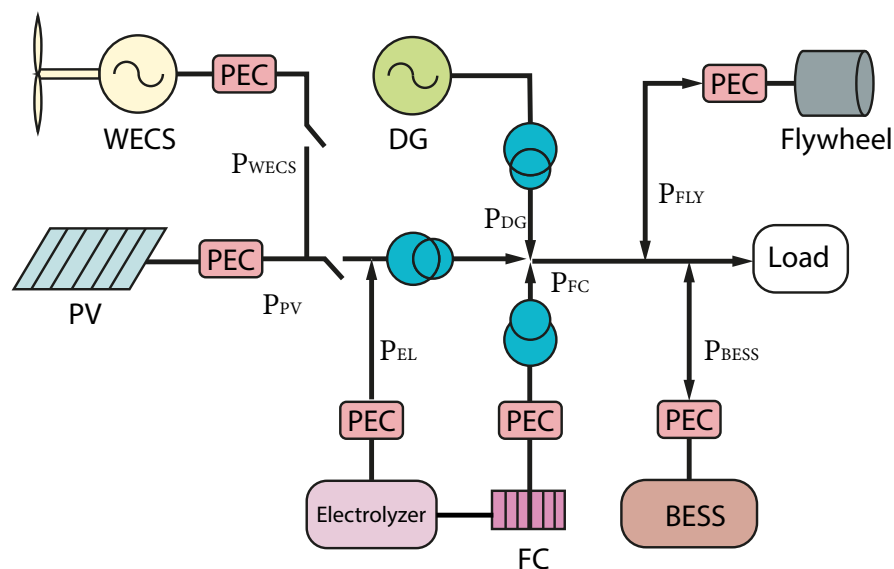 PEC
WECS
DG
PEC
Flywheel
PWECS
PFLY
PDG
PEC
PV
PPV
PFC
Load
PEL
PBESS
PEC
PEC
PEC
Electrolyzer
FC
BESS